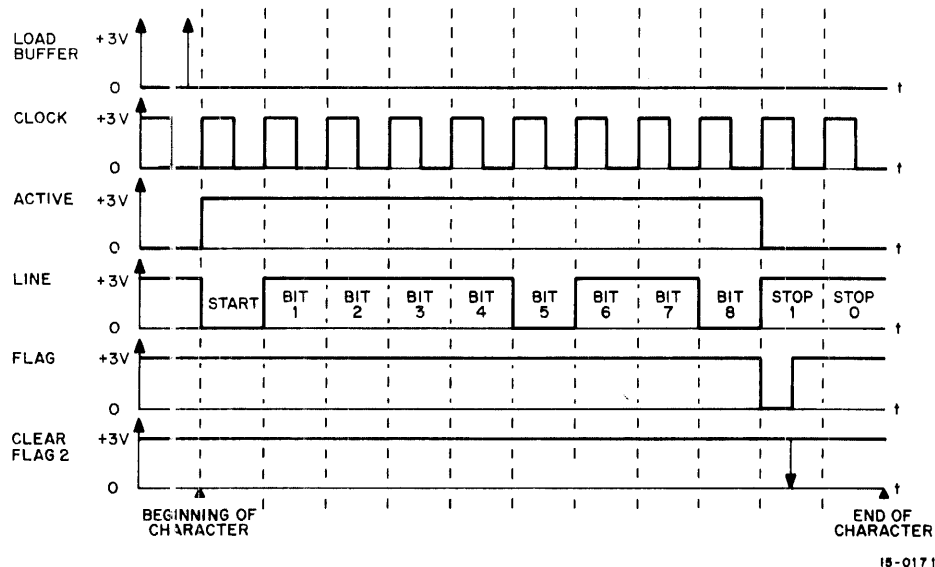 LOAD
BUFFER
+3V
0
t
CLOCK
+3V
0
t
ACTIVE
+3V
0
t
LINE
+3V
0
START
BIT 1
BIT 2
BIT 3
BIT 4
BIT 5
BIT 6
BIT 7
BIT 8
STOP 1
STOP 0
t
FLAG
+3V
0
t
CLEAR
FLAG 2
+3V
0
t
BEGINNING OF
CHARACTER
END OF
CHARACTER
15-0171